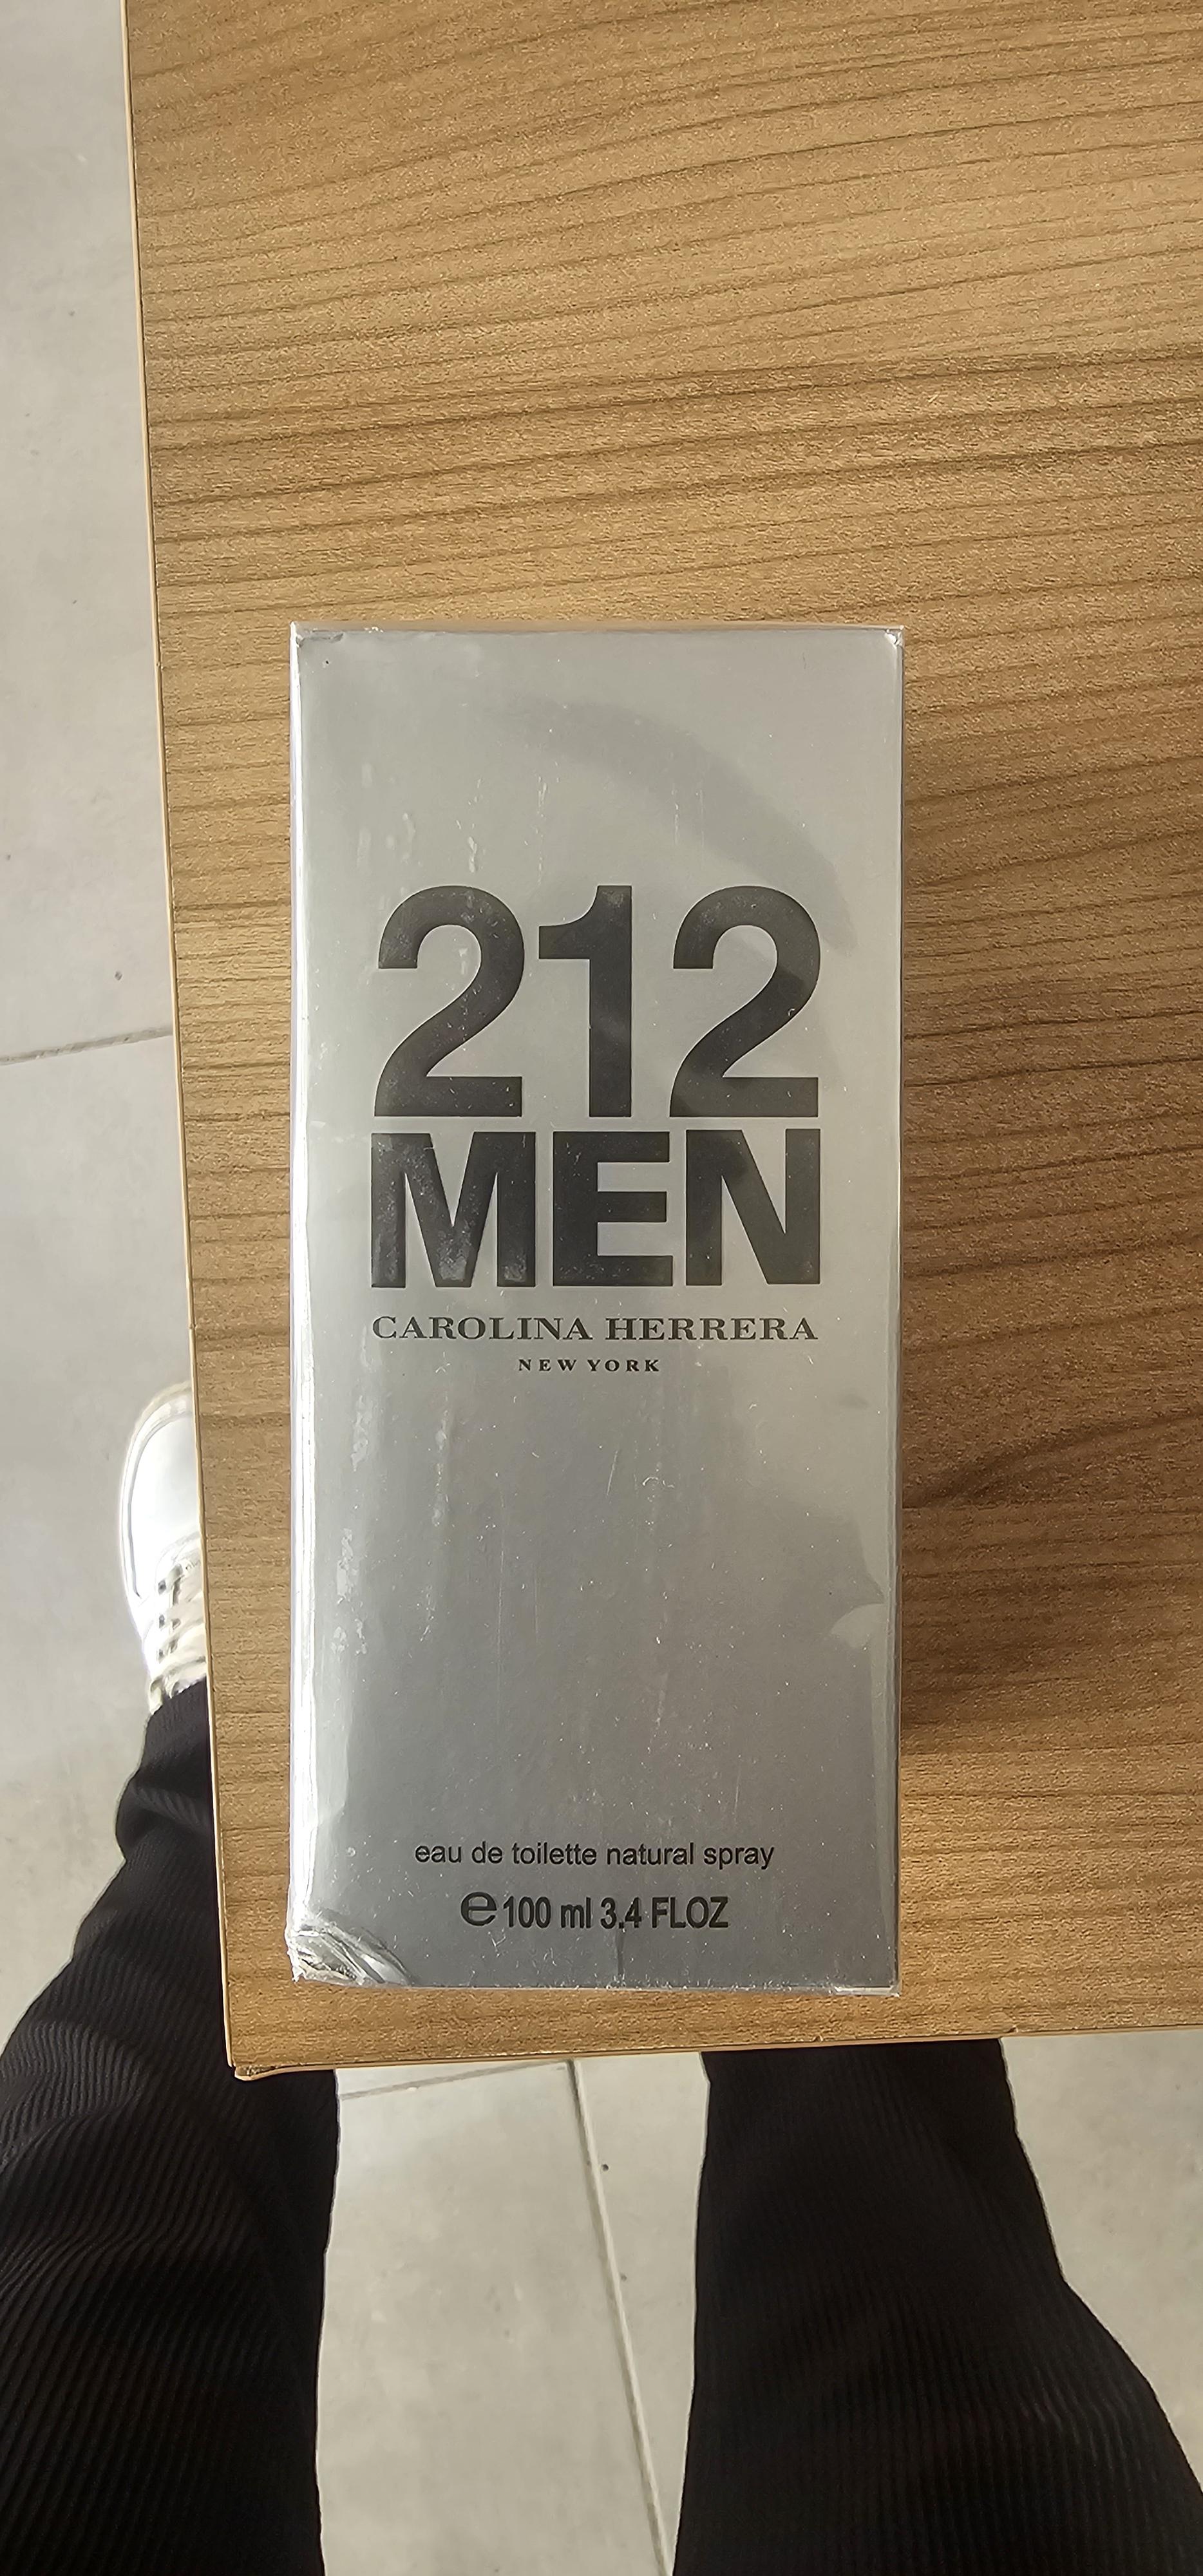 212
MEN
CAROLINA HERRERA
NEW YORK
eau de toilette natural spray
℮100 ml 3.4 FLOZ